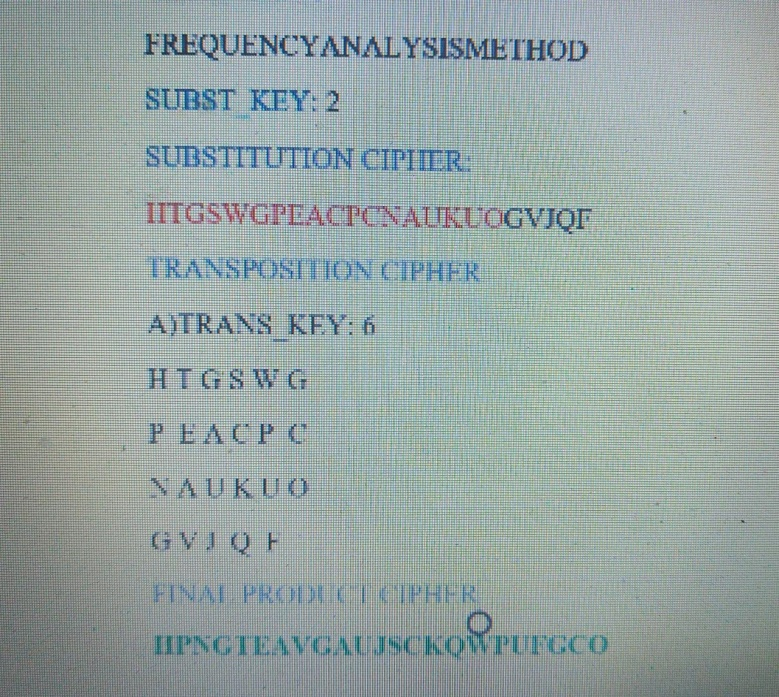 FREQUENCYANALYSISMETHOD
SUBST_KEY: 2
SUBSTITUTION CIPHER:
HTGSWGPEACPCNAUKUOGVJQF
TRANSPOSITION CIPHER
A)TRANS_KEY: 6
H T G S W G
P E A C P C
N A U K U O
G V J Q F
FINAL PRODUCT CIPHER
HPNGTEAVGAUJSCKQWPUFGCO